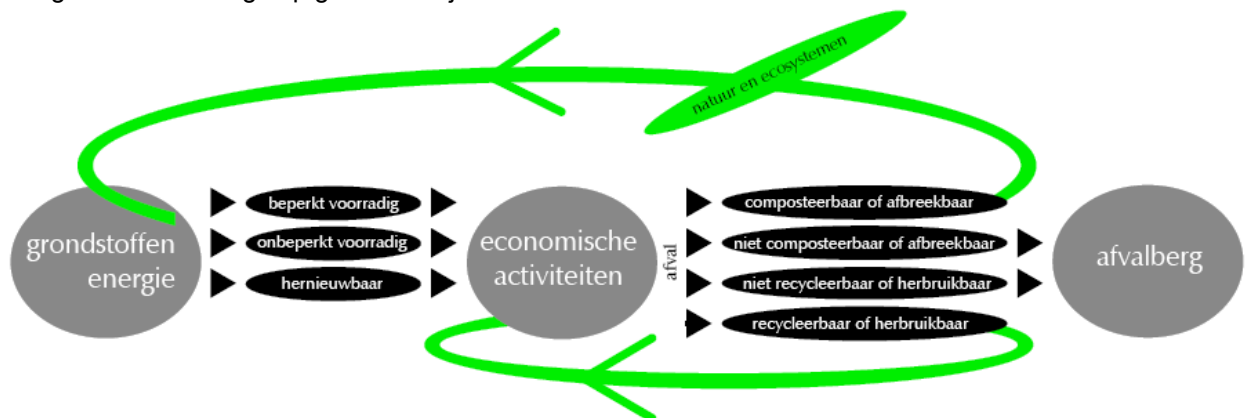 natuur en ecosystemen
grondstoffen
energie
beperkt voorradig
onbeperkt voorradig
hernieuwbaar
economische
activiteiten
afval
composteerbaar of afbreekbaar
niet composteerbaar of afbreekbaar
niet recycleerbaar of herbruikbaar
recycleerbaar of herbruikbaar
afvalberg